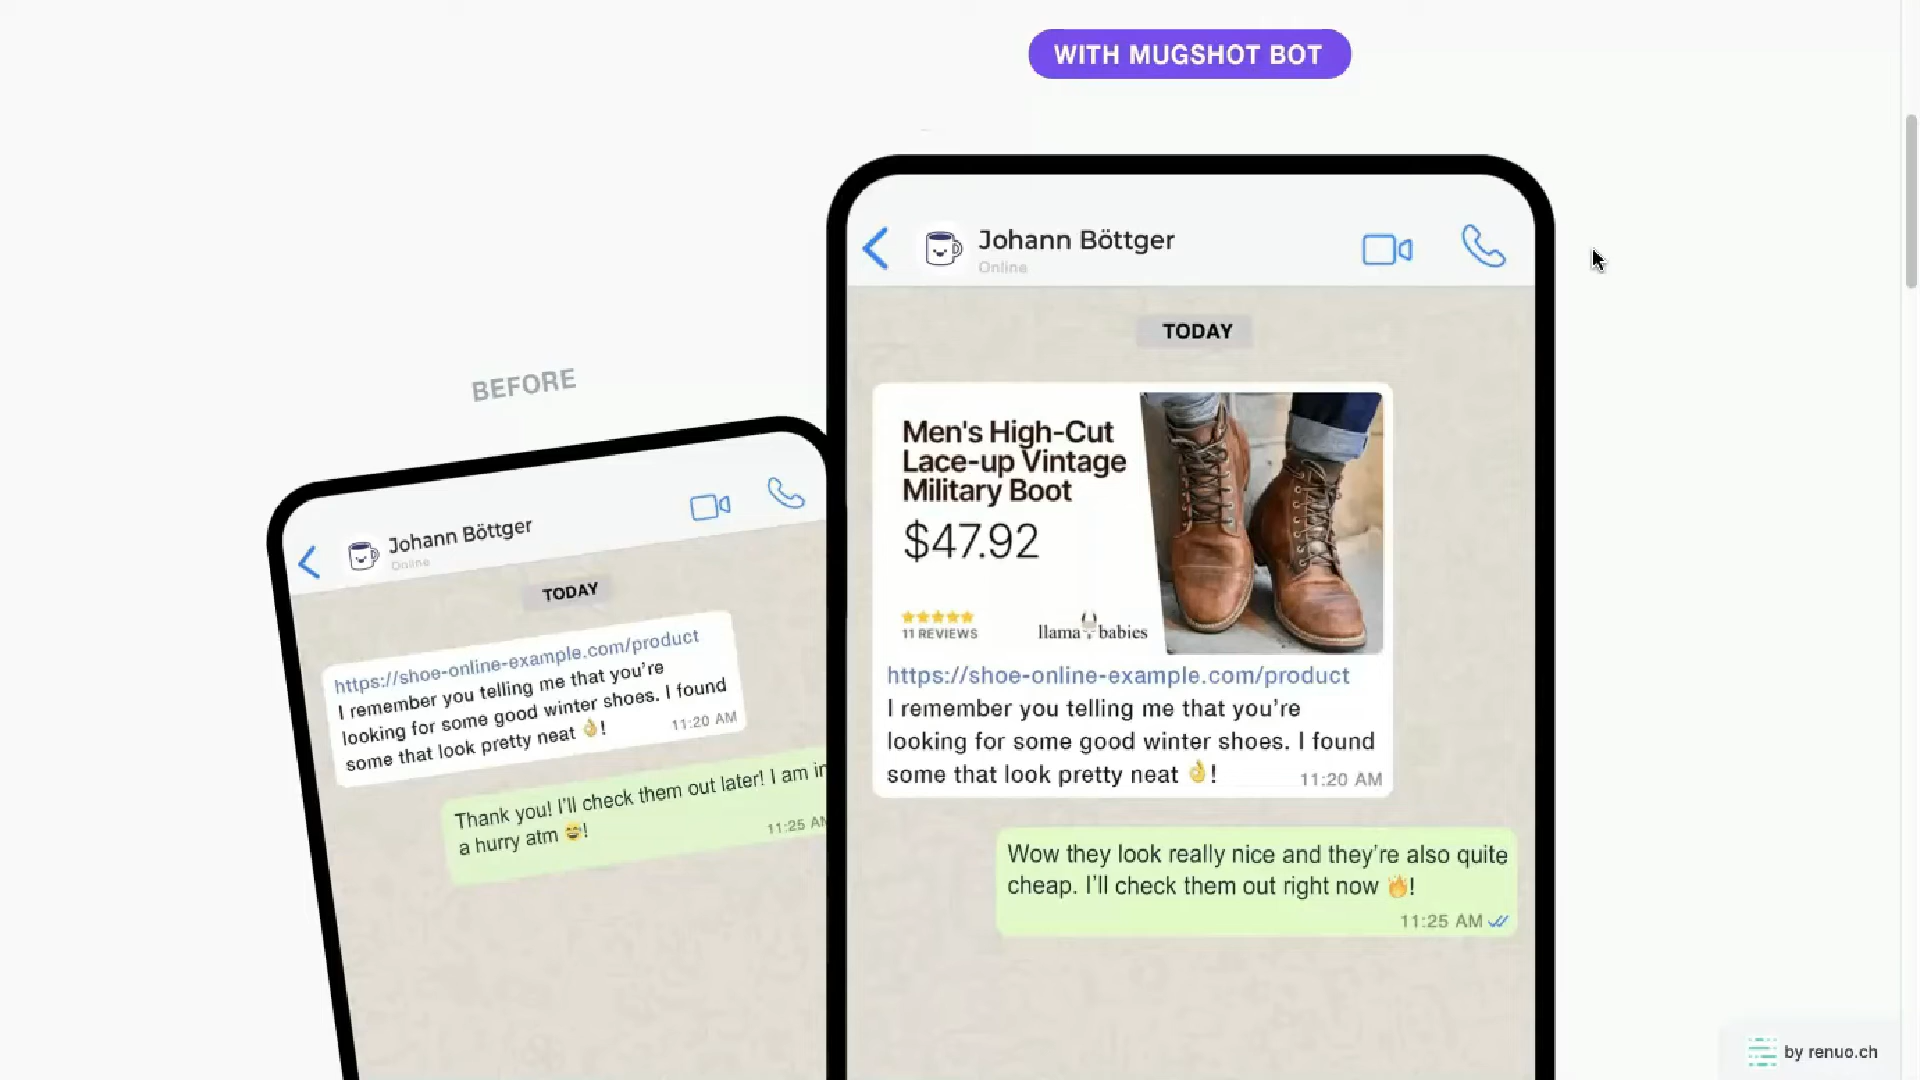 WITH MUGSHOT BOT
BEFORE
Johann Böttger
Online
TODAY
https://shoe-online-example.com/product
I remember you telling me that you’re
looking for some good winter shoes. I found
some that look pretty neat 👌!
11:20 AM
Thank you! I’ll check them out later! I am in
a hurry atm 😅!
11:25 AM
Johann Böttger
Online
TODAY
Men's High-Cut
Lace-up Vintage
Military Boot
$47.92
11 REVIEWS
llama babies
https://shoe-online-example.com/product
I remember you telling me that you’re
looking for some good winter shoes. I found
some that look pretty neat 👌!
11:20 AM
Wow they look really nice and they’re also quite
cheap. I’ll check them out right now 🔥!
11:25 AM
by renuo.ch